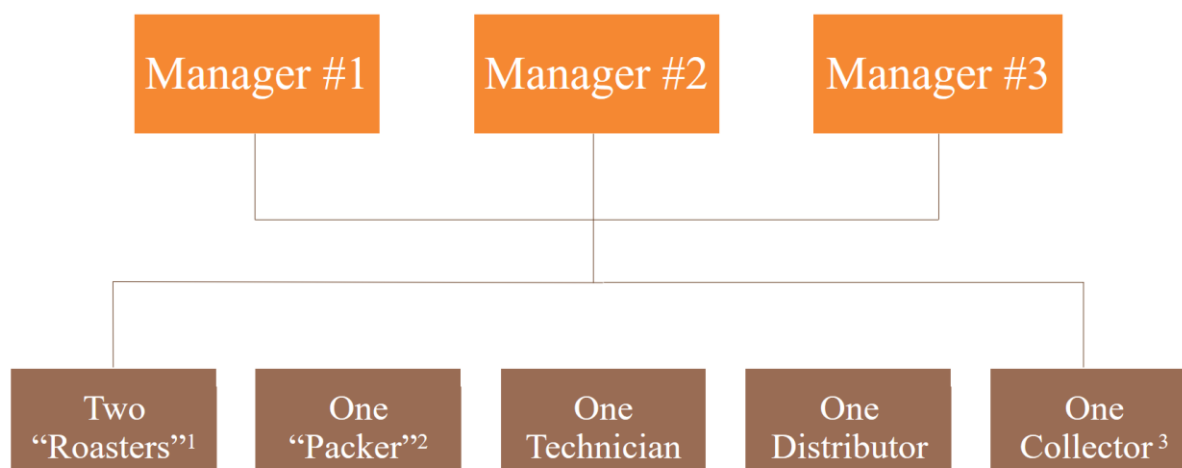 Manager #1
Manager #2
Manager #3
Two
“Roasters”¹
One
“Packer”²
One
Technician
One
Distributor
One
Collector ³